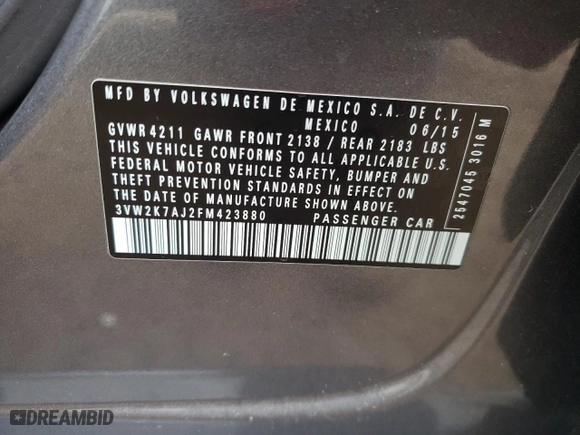 MFD BY VOLKSWAGEN DE MEXICO S.A. DE C.V.
MEXICO 06/15
GVWR 4211 GAWR FRONT 2138 / REAR 2183 LBS
THIS VEHICLE CONFORMS TO ALL APPLICABLE U.S.
FEDERAL MOTOR VEHICLE SAFETY, BUMPER AND
THEFT PREVENTION STANDARDS IN EFFECT ON
THE DATE OF MANUFACTURE SHOWN ABOVE
3VW2K7AJ2FM423880 PASSENGER CAR
2547045 3016 M
DREAMBID